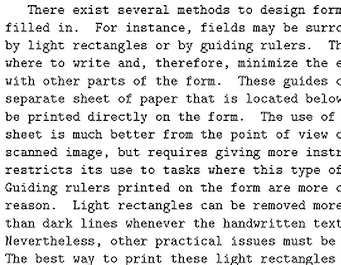 There exist several methods to design form
filled in. For instance, fields may be surro
by light rectangles or by guiding rulers. Th
where to write and, therefore, minimize the e
with other parts of the form. These guides c
separate sheet of paper that is located below
be printed directly on the form. The use of
sheet is much better from the point of view o
scanned image, but requires giving more instr
restricts its use to tasks where this type of
Guiding rulers printed on the form are more c
reason. Light rectangles can be removed more
than dark lines whenever the handwritten text
Nevertheless, other practical issues must be
The best way to print these light rectangles